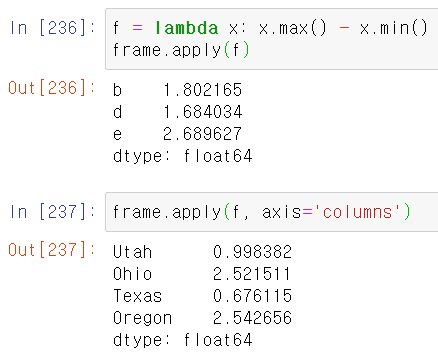 In [236]: f = lambda x: x.max() - x.min()
frame.apply(f)
Out[236]: b    1.802165
d    1.684034
e    2.689627
dtype: float64
In [237]: frame.apply(f, axis='columns')
Out[237]: Utah      0.998382
Ohio      2.521511
Texas     0.676115
Oregon    2.542656
dtype: float64